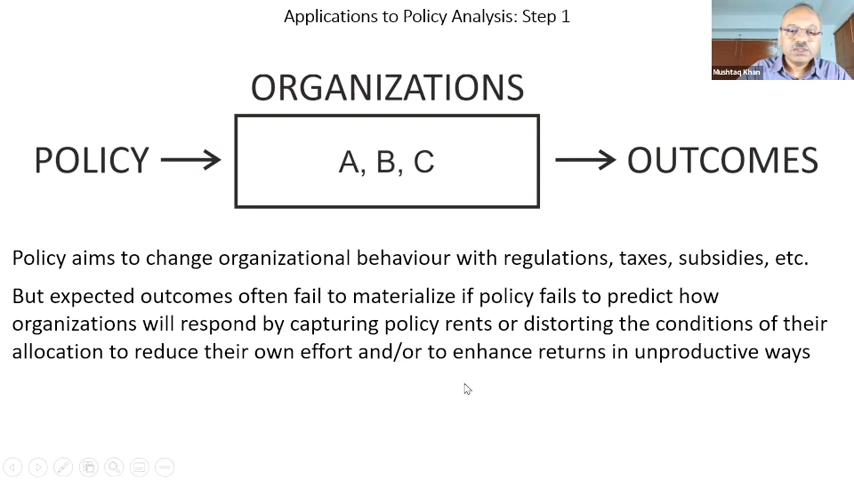 Applications to Policy Analysis: Step 1
Mushtaq Khan
ORGANIZATIONS
POLICY
A, B, C
OUTCOMES
Policy aims to change organizational behaviour with regulations, taxes, subsidies, etc.
But expected outcomes often fail to materialize if policy fails to predict how
organizations will respond by capturing policy rents or distorting the conditions of their
allocation to reduce their own effort and/or to enhance returns in unproductive ways